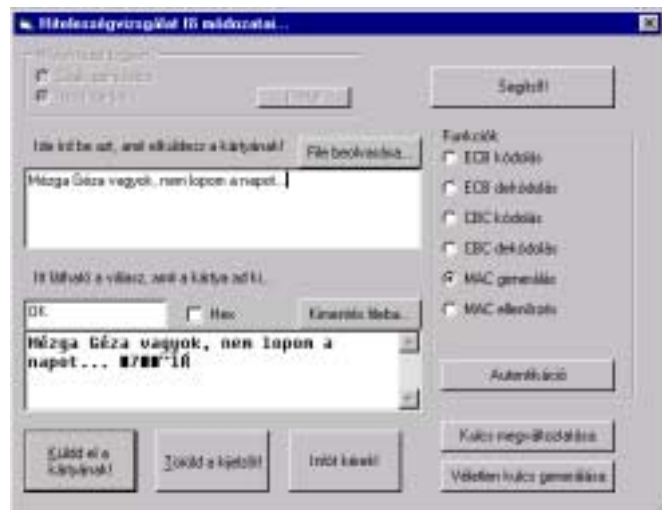 Hitelességvizsgálat fő módozatai...
Segítsd!
Ide írd be azt, amit elküldesz a kártyának!
File beolvasása...
Mézga Géza vagyok, nem lopom a napot...
Itt látható a válasz, amit a kártya ad ki...
OK
Hex
Kimentés fileba...
Mézga Géza vagyok, nem lopom a
napot...
Funkciók
ECB kódolás
ECB dekódolás
CBC kódolás
CBC dekódolás
MAC generálás
MAC ellenőrzés
Autentikáció
Küldd el a
kártyának!
Töröld a kijelzőt!
Infót kérek!
Kulcs megváltoztatása
Véletlen kulcs generálása